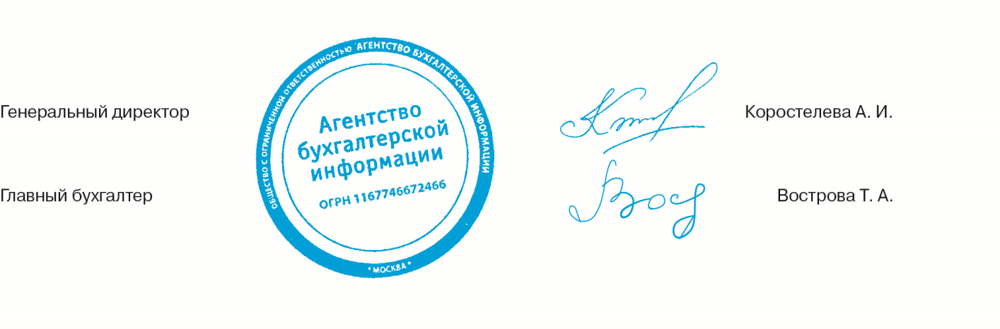 Генеральный директор
Коростелева А. И.
Главный бухгалтер
Вострова Т. А.
ОБЩЕСТВО С ОГРАНИЧЕННОЙ ОТВЕТСТВЕННОСТЬЮ "АГЕНТСТВО БУХГАЛТЕРСКОЙ ИНФОРМАЦИИ
Агентство
бухгалтерской
информации
ОГРН 1167746672466
* МОСКВА *